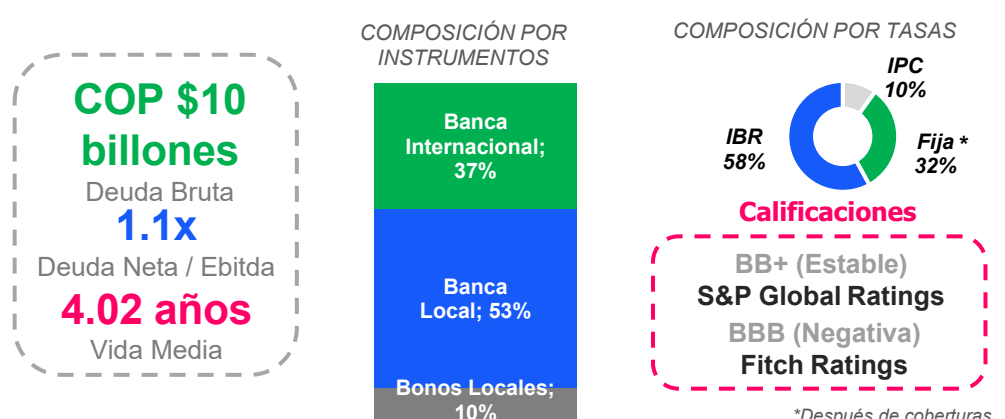 COP $10
billones
Deuda Bruta
1.1x
Deuda Neta / Ebitda
4.02 años
Vida Media
COMPOSICIÓN POR
INSTRUMENTOS
Banca
Internacional;
37%
Banca
Local; 53%
Bonos Locales;
10%
COMPOSICIÓN POR TASAS
IPC
10%
IBR
58%
Fija *
32%
Calificaciones
BB+ (Estable)
S&P Global Ratings
BBB (Negativa)
Fitch Ratings
*Después de coberturas